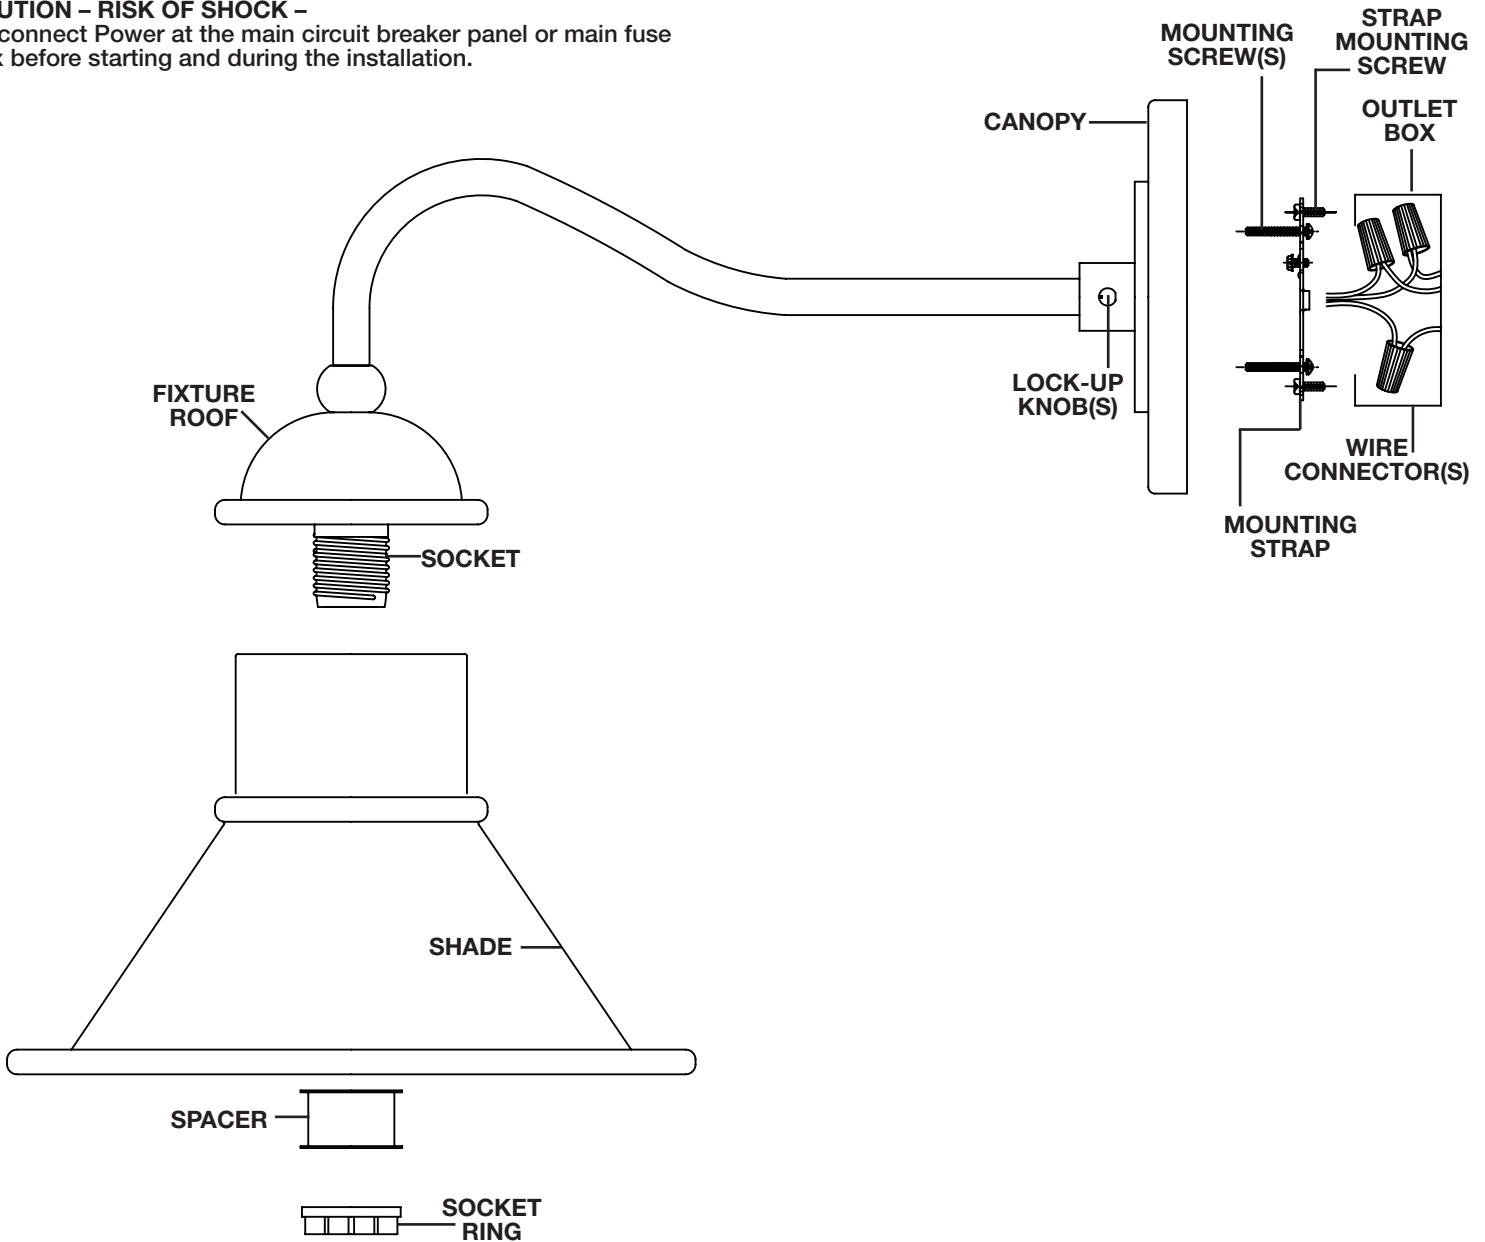 UTION – RISK OF SHOCK –
connect Power at the main circuit breaker panel or main fuse
x before starting and during the installation.
MOUNTING
SCREW(S)
STRAP
MOUNTING
SCREW
CANOPY
OUTLET
BOX
FIXTURE
ROOF
LOCK-UP
KNOB(S)
WIRE
CONNECTOR(S)
MOUNTING
STRAP
SOCKET
SHADE
SPACER
SOCKET
RING